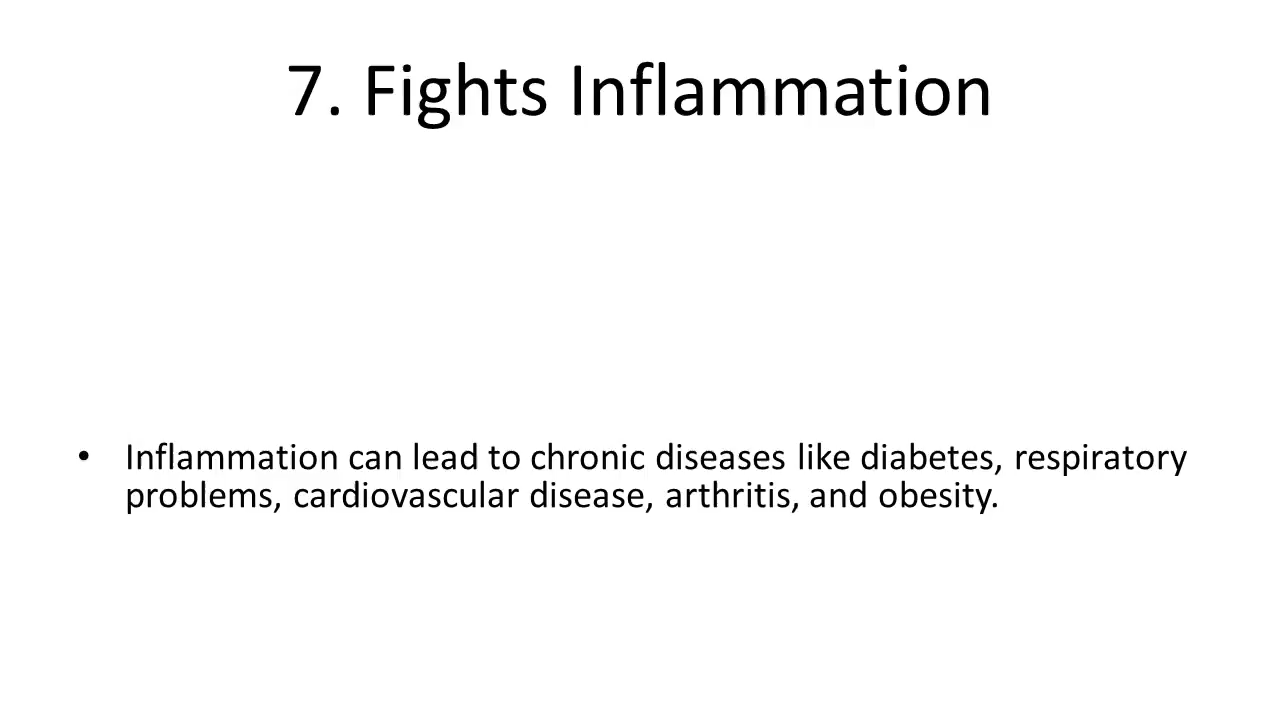 7. Fights Inflammation
• Inflammation can lead to chronic diseases like diabetes, respiratory
problems, cardiovascular disease, arthritis, and obesity.